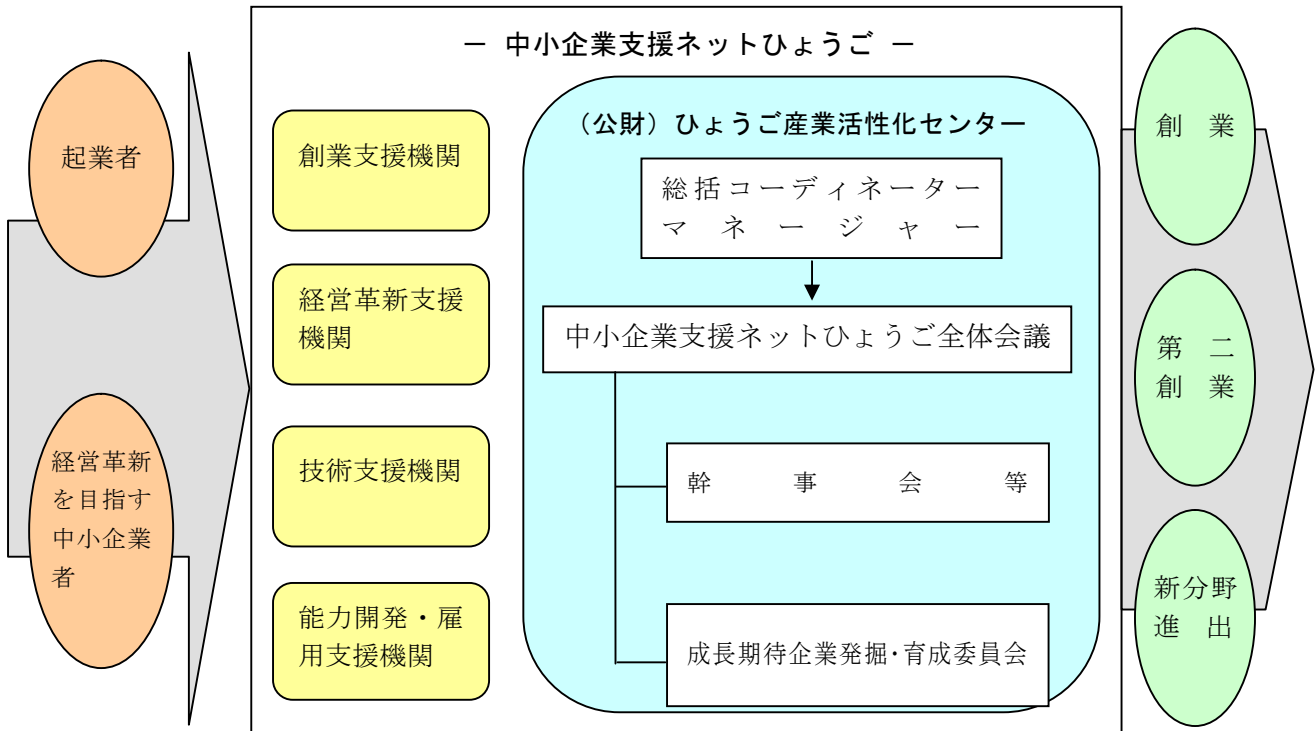 ― 中小企業支援ネットひょうご ―
起業者
経営革新
を目指す
中小企業
者
創業支援機関
経営革新支援
機関
技術支援機関
能力開発・雇
用支援機関
(公財)ひょうご産業活性化センター
総括コーディネーター
マネージャー
中小企業支援ネットひょうご全体会議
幹事会等
成長期待企業発掘・育成委員会
創業
第二
創業
新分野
進出